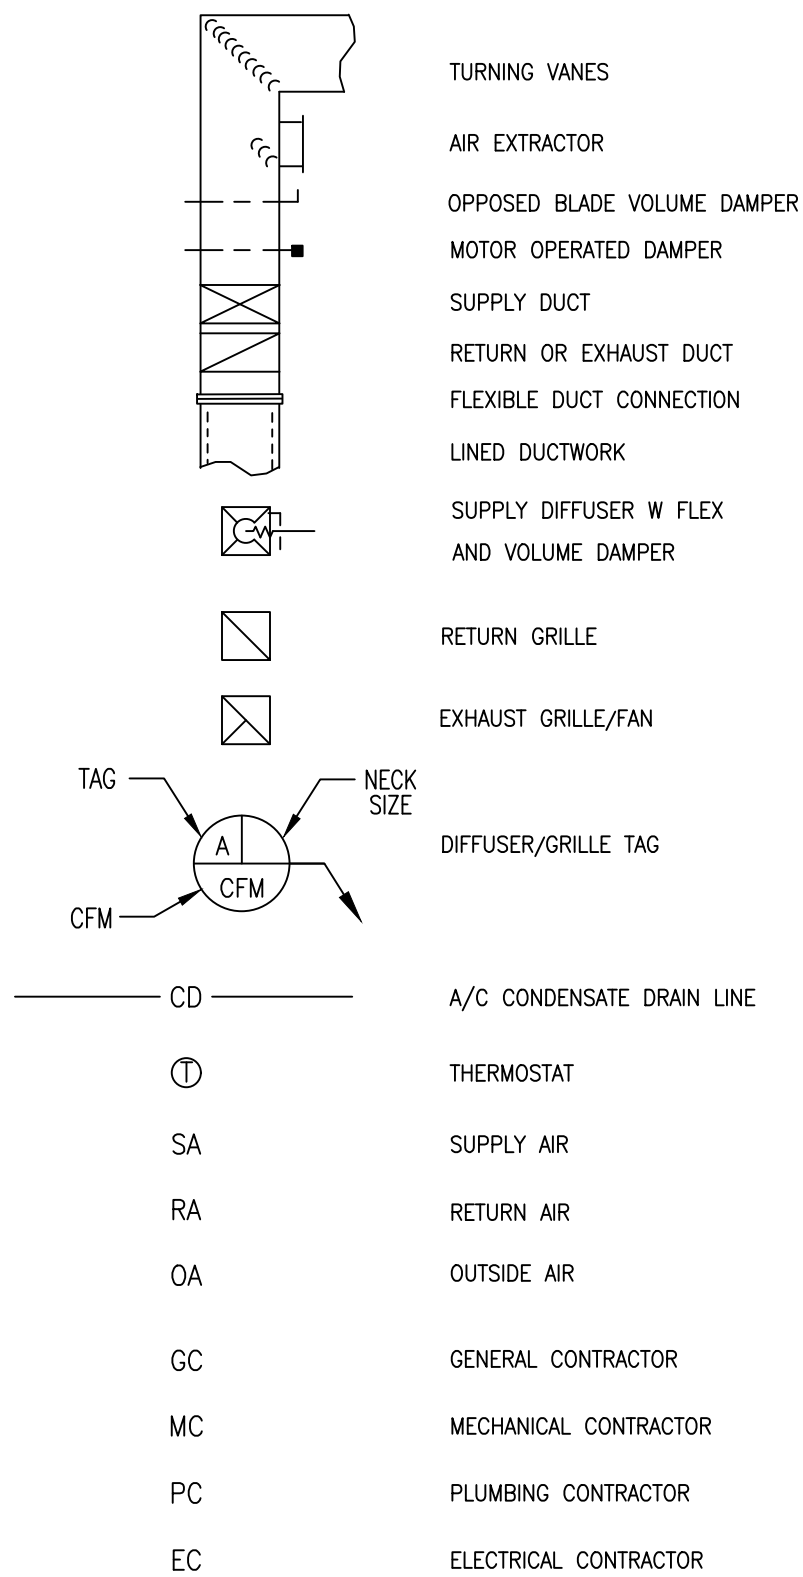 TURNING VANES
AIR EXTRACTOR
OPPOSED BLADE VOLUME DAMPER
MOTOR OPERATED DAMPER
SUPPLY DUCT
RETURN OR EXHAUST DUCT
FLEXIBLE DUCT CONNECTION
LINED DUCTWORK
SUPPLY DIFFUSER W FLEX
AND VOLUME DAMPER
RETURN GRILLE
EXHAUST GRILLE/FAN
TAG
NECK
SIZE
A
CFM
CFM
DIFFUSER/GRILLE TAG
CD A/C CONDENSATE DRAIN LINE
T THERMOSTAT
SA SUPPLY AIR
RA RETURN AIR
OA OUTSIDE AIR
GC GENERAL CONTRACTOR
MC MECHANICAL CONTRACTOR
PC PLUMBING CONTRACTOR
EC ELECTRICAL CONTRACTOR